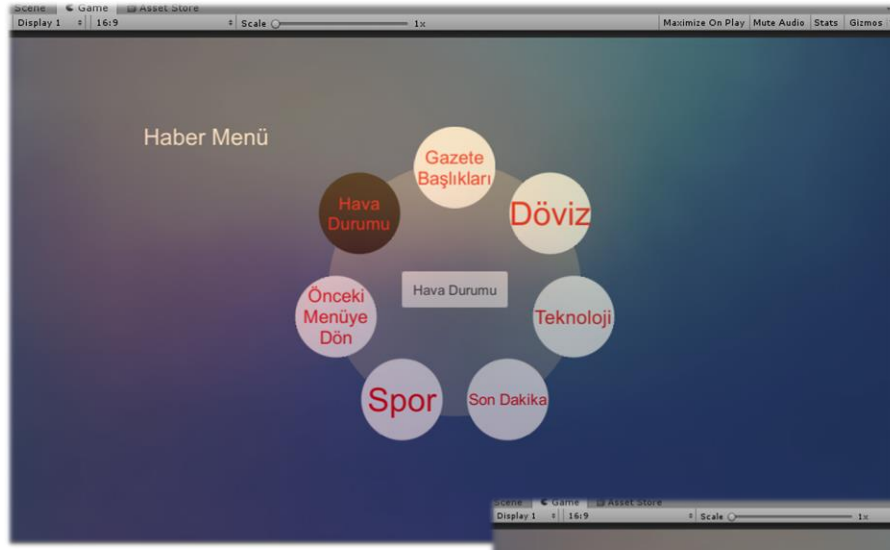 Scene Game Asset Store
Display 1 16:9 Scale 1x Maximize On Play Mute Audio Stats Gizmos
Haber Menü
Gazete
Başlıkları
Hava
Durumu
Döviz
Hava Durumu
Önceki
Menüye
Dön
Teknoloji
Spor
Son Dakika
Scene Game Asset Store
Display 1 16:9 Scale 1x